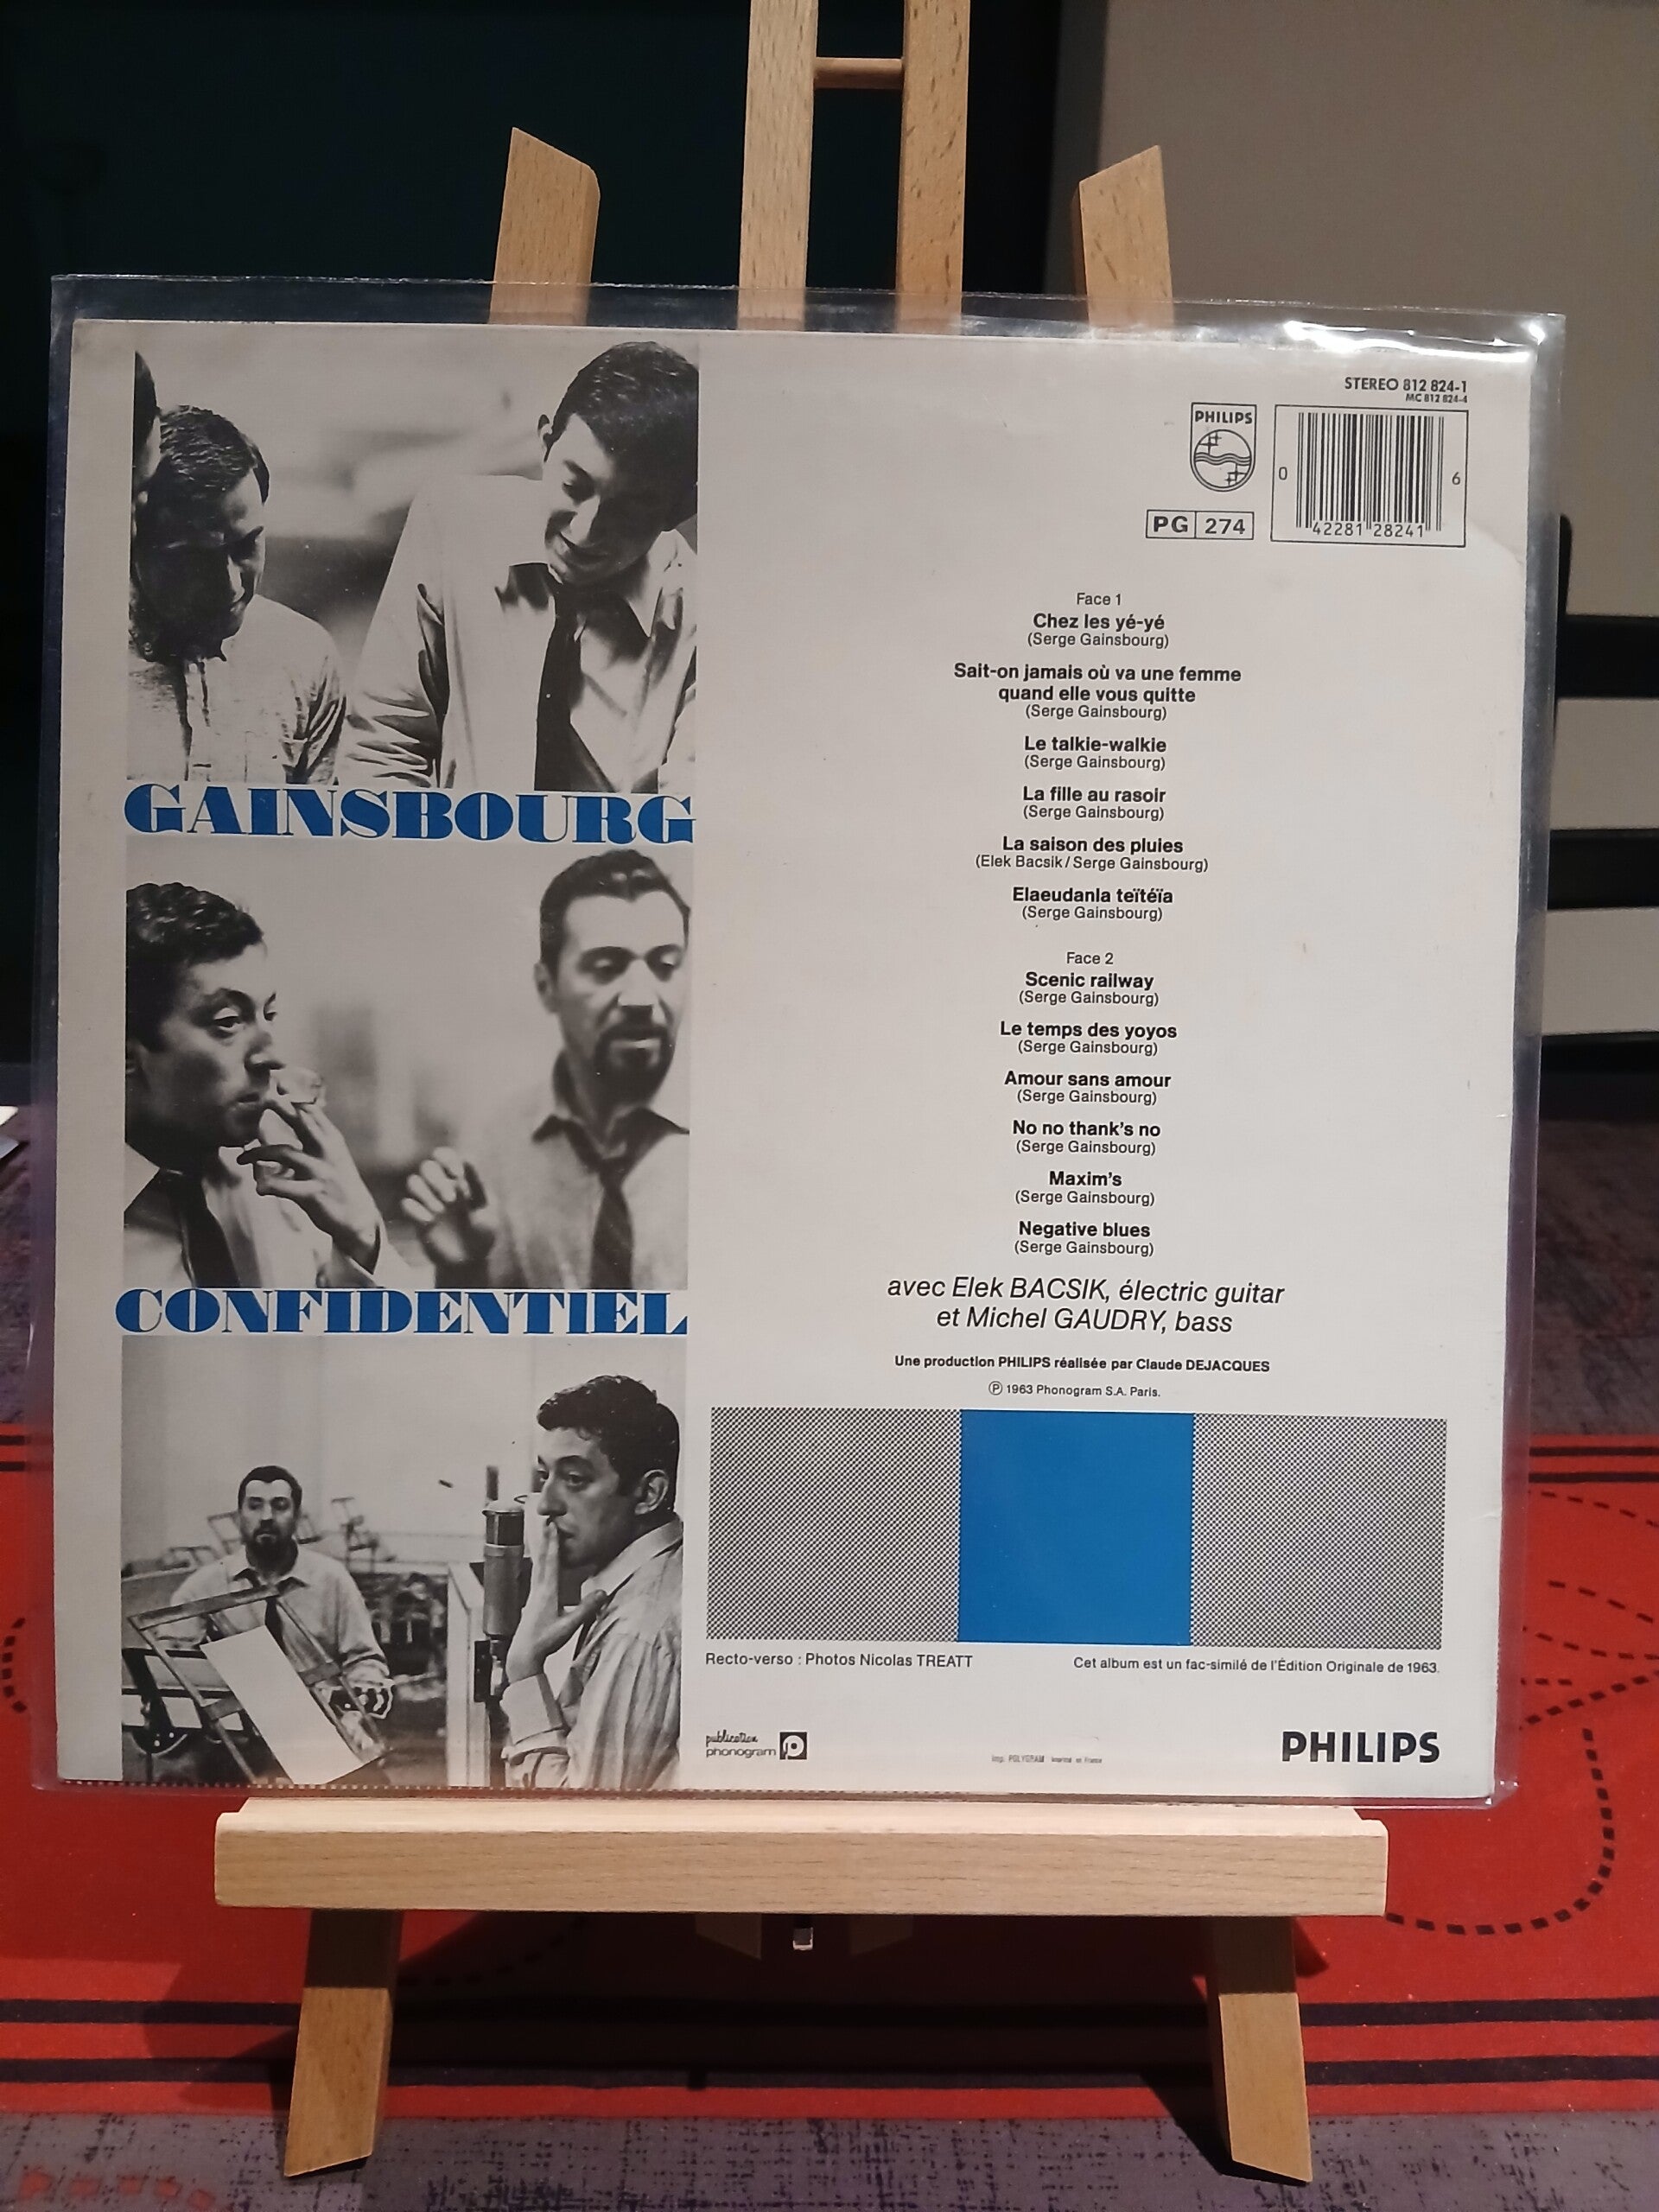 STEREO 812 824-1
MC 812 824-4
PHILIPS
0 42281 28241 6
PG 274
GAINSBOURG
CONFIDENTIEL
Face 1
Chez les yé-yé
(Serge Gainsbourg)
Sait-on jamais où va une femme
quand elle vous quitte
(Serge Gainsbourg)
Le talkie-walkie
(Serge Gainsbourg)
La fille au rasoir
(Serge Gainsbourg)
La saison des pluies
(Elek Bacsik/Serge Gainsbourg)
Elaeudanla teïtéïa
(Serge Gainsbourg)
Face 2
Scenic railway
(Serge Gainsbourg)
Le temps des yoyos
(Serge Gainsbourg)
Amour sans amour
(Serge Gainsbourg)
No no thank's no
(Serge Gainsbourg)
Maxim's
(Serge Gainsbourg)
Negative blues
(Serge Gainsbourg)
avec Elek BACSIK, électric guitar
et Michel GAUDRY, bass
Une production PHILIPS réalisée par Claude DEJACQUES
Ⓟ 1963 Phonogram S.A. Paris.
Recto-verso : Photos Nicolas TREATT
Cet album est un fac-similé de l'Édition Originale de 1963.
publication
phonogram
Imp. POLYGRAM Imprimé en France
PHILIPS